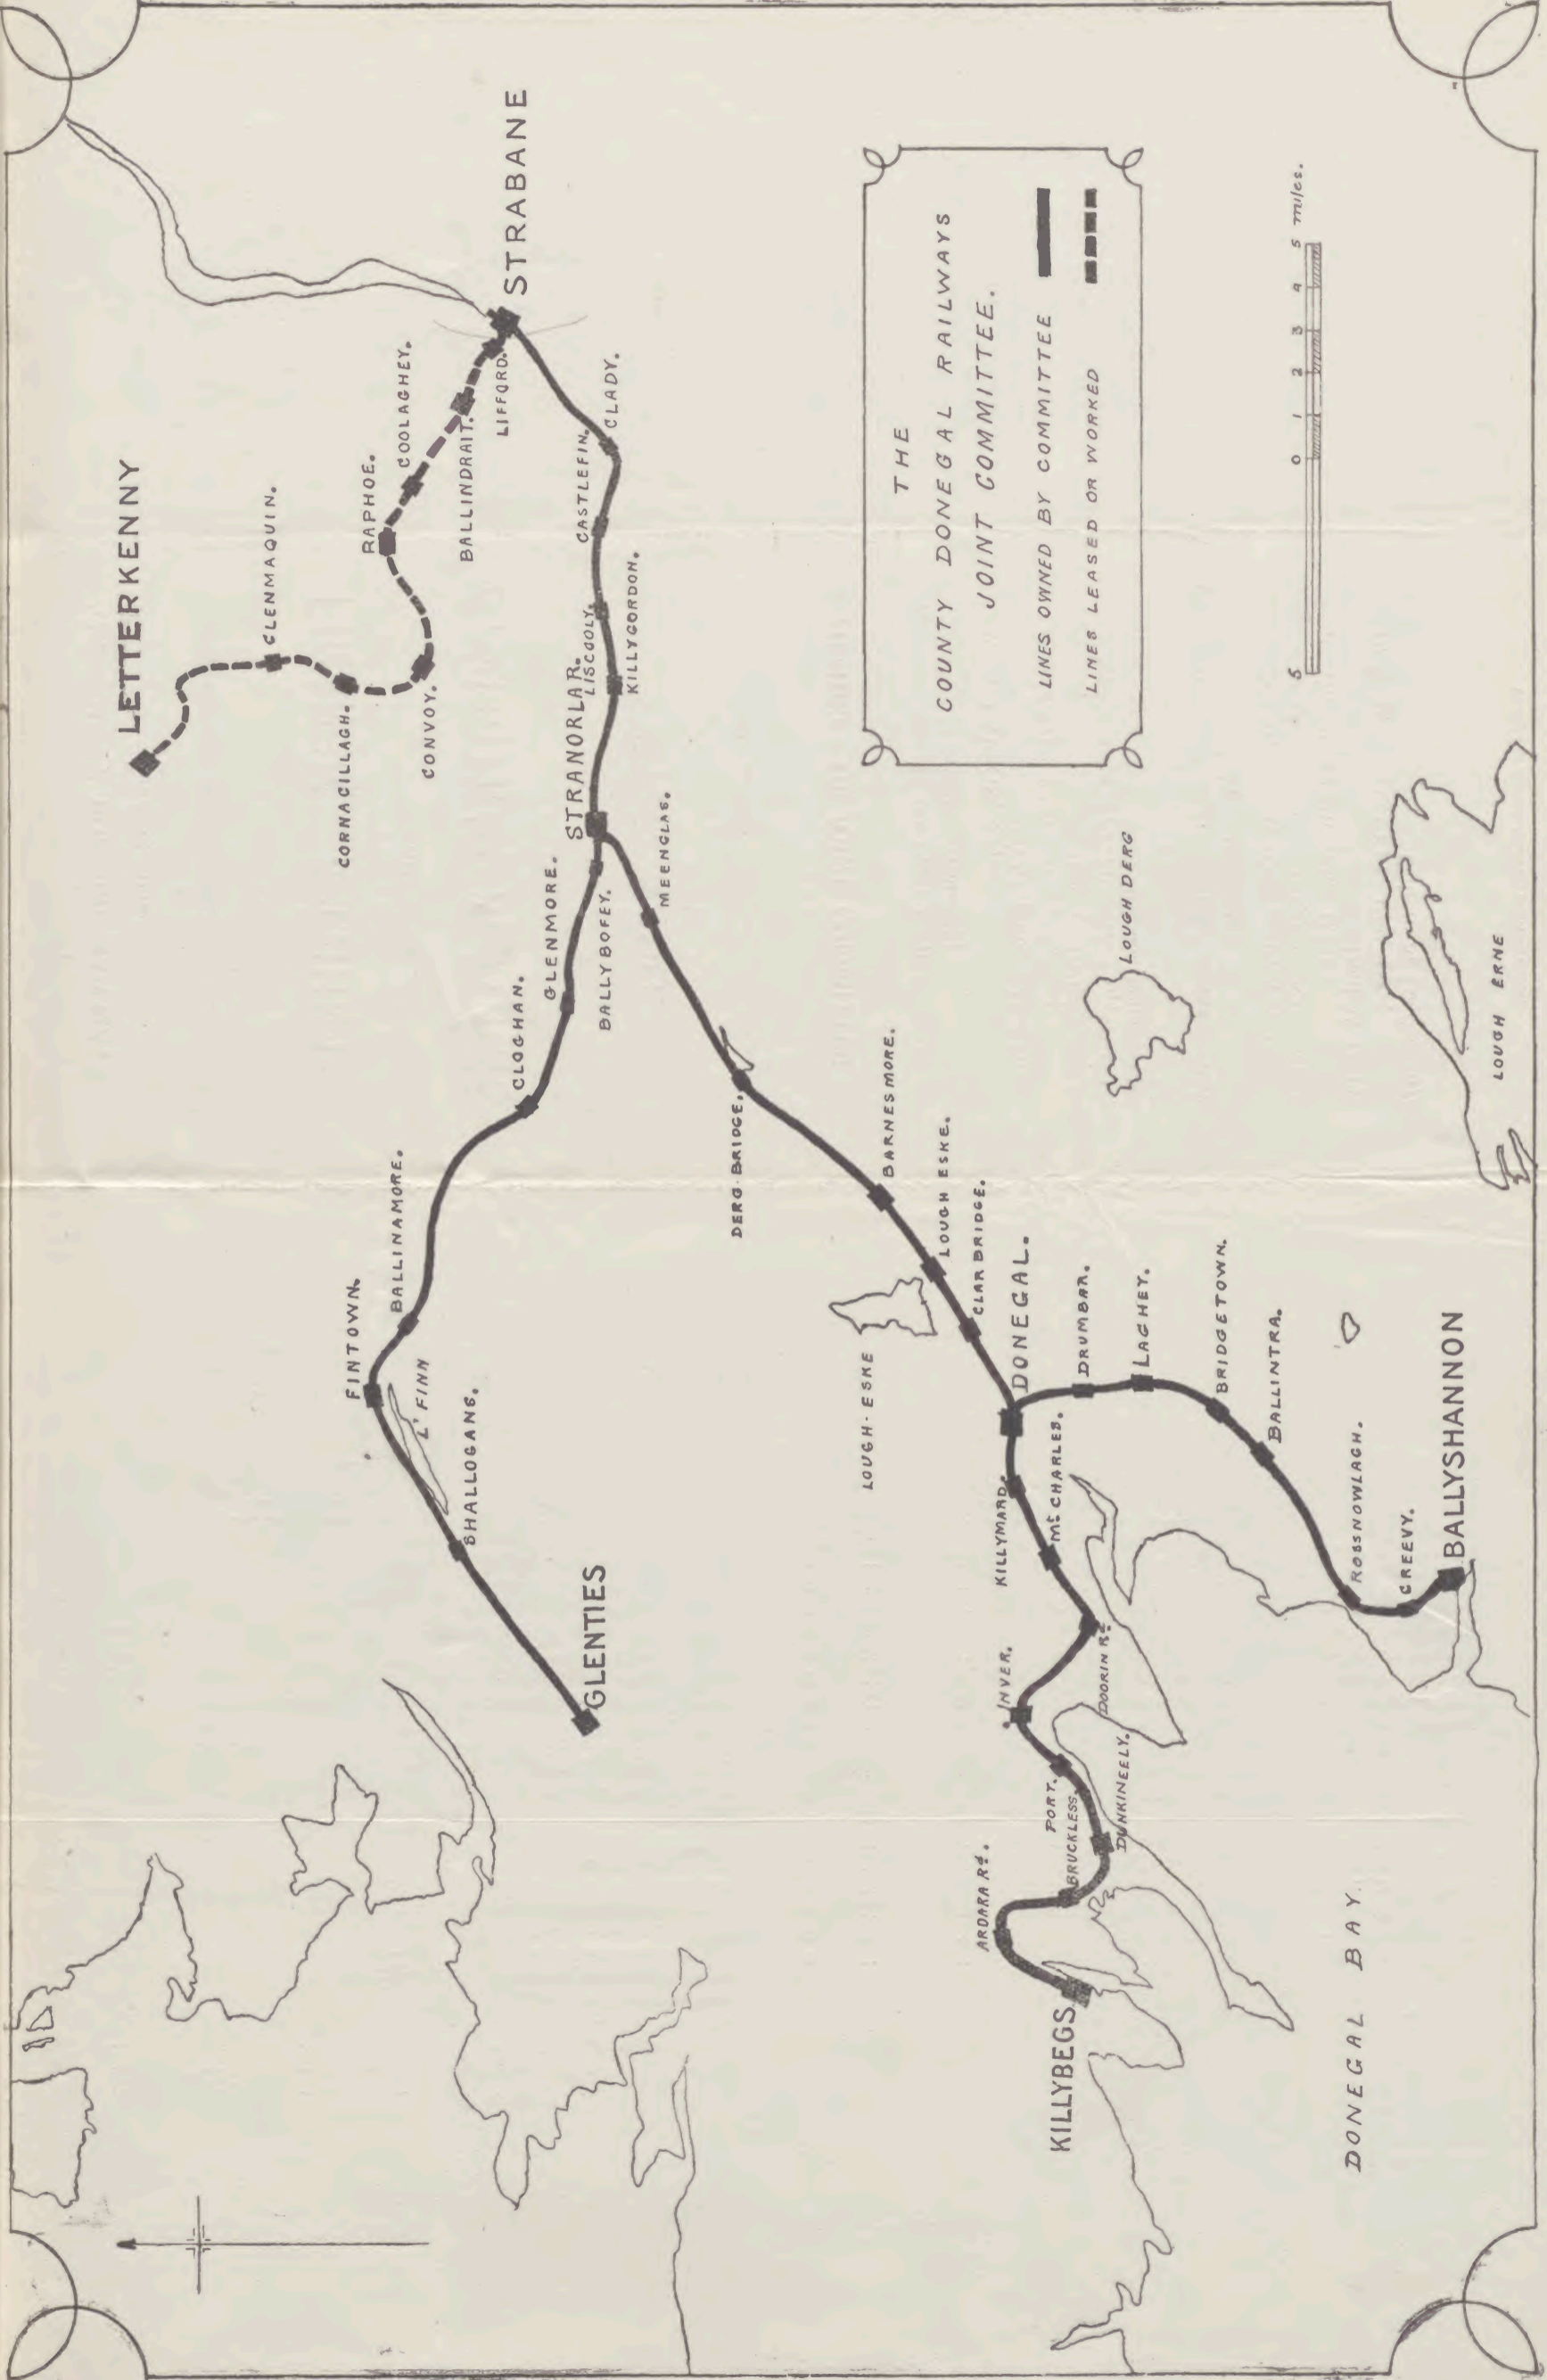 LETTERKENNY
GLENMAQUIN.
CORNAGILLAGH.
CONVOY.
RAPHOE.
COOLAGHEY.
BALLINDRAIT.
LIFFORD.
STRABANE
CLADY.
CASTLEFIN.
LISCOOLY.
KILLYGORDON.
STRANORLAR.
BALLYBOFEY.
GLENMORE.
CLOGHAN.
BALLINAMORE.
FINTOWN.
L' FINN
SHALLOGANS.
GLENTIES
MEENGLAS.
DERG. BRIDGE.
BARNESMORE.
LOUGH ESKE.
CLAR BRIDGE.
LOUGH-ESKE
DONEGAL.
DRUMBAR.
LAGHEY.
BRIDGETOWN.
BALLINTRA.
ROSSNOWLAGH.
CREEVY.
BALLYSHANNON
KILLYMARD.
Mt CHARLES.
DOORIN Rd.
INVER.
PORT.
DUNKINEELY.
BRUCKLESS.
ARDARA Rd.
KILLYBEGS
DONEGAL BAY
LOUGH DERG
LOUGH ERNE
THE
COUNTY DONEGAL RAILWAYS
JOINT COMMITTEE.
LINES OWNED BY COMMITTEE
LINES LEASED OR WORKED
5 0 1 2 3 4 5 miles.